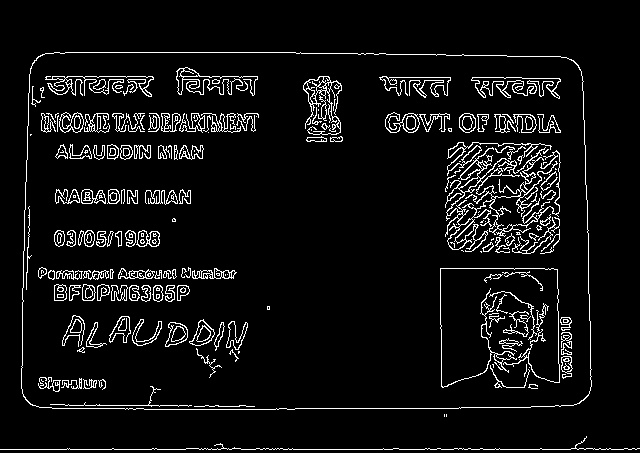 आयकर विभाग
भारत सरकार
INCOME TAX DEPARTMENT
GOVT. OF INDIA
ALAUDDIN MIAN
NABADIN MIAN
03/05/1988
Permanent Account Number
BFDPM6385P
ALAUDDIN
Signature